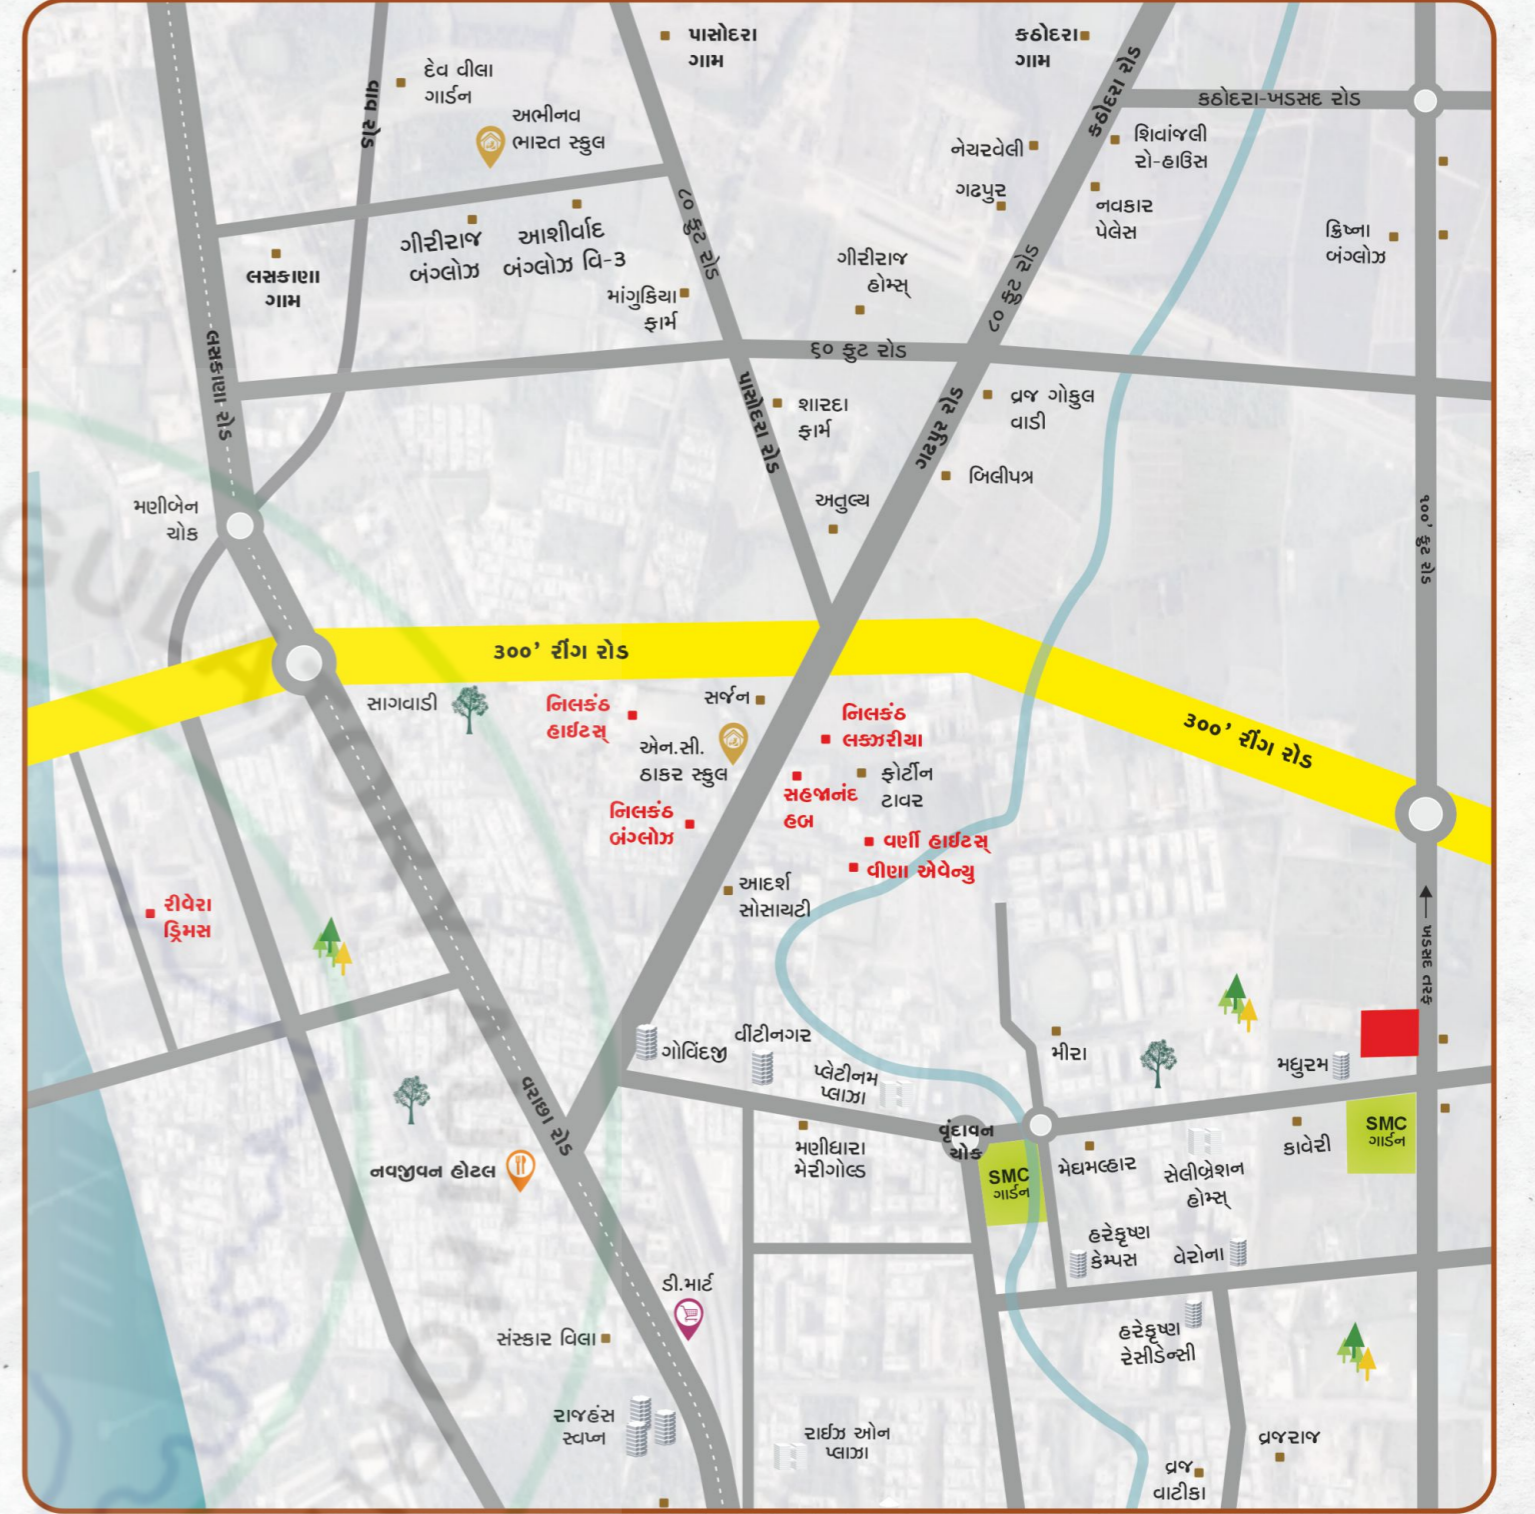 પાસોદરા
ગામ
કઠોદરા
ગામ
કઠોદરા રોડ
કઠોદરા-ખડસદ રોડ
દેવ વીલા
ગાર્ડન
વાવ રોડ
અભીનવ
ભારત સ્કુલ
નેચરવેલી
શિવાંજલી
રો-હાઉસ
ગઢપુર
નવકાર
પેલેસ
૮૦ ફુટ રોડ
ક્રિષ્ના
બંગ્લોઝ
ગીરીરાજ
બંગ્લોઝ
આશીર્વાદ
બંગ્લોઝ વિ-૩
લસકાણા
ગામ
માંગુકિયા
ફાર્મ
ગીરીરાજ
હોમ્સ્
૮૦ ફુટ રોડ
૬૦ ફુટ રોડ
લસકાણા રોડ
પાસોદરા રોડ
શારદા
ફાર્મ
ગઢપુર રોડ
વ્રજ ગોકુલ
વાડી
બિલીપત્ર
અતુલ્ય
મણીબેન
ચોક
૧૦૦' ફુટ રોડ
૩૦૦' રીંગ રોડ
૩૦૦' રીંગ રોડ
સાગવાડી
નિલકંઠ
હાઈટસ્
સર્જન
એન.સી.
ઠાકર સ્કુલ
નિલકંઠ
લક્ઝરીયા
ફોર્ટીન
ટાવર
સહજાનંદ
હબ
નિલકંઠ
બંગ્લોઝ
વર્ણી હાઈટસ્
વીણા એવેન્યુ
આદર્શ
સોસાયટી
રીવેરા
ડ્રિમસ
ખડસદ તરફ
ગોવિંદજી
વીંટીનગર
પ્લેટીનમ
પ્લાઝા
મીરા
મધુરમ
વરાછા રોડ
મણીધારા
મેરીગોલ્ડ
વૃંદાવન
ચોક
SMC
ગાર્ડન
મેઘમલ્હાર
સેલીબ્રેશન
હોમ્સ્
કાવેરી
SMC
ગાર્ડન
નવજીવન હોટલ
હરેકૃષ્ણ
કેમ્પસ
વેરોના
ડી.માર્ટ
સંસ્કાર વિલા
હરેકૃષ્ણ
રેસીડેન્સી
રાજહંસ
સ્વપ્ન
રાઈઝ ઓન
પ્લાઝા
વ્રજરાજ
વ્રજ
વાટીકા